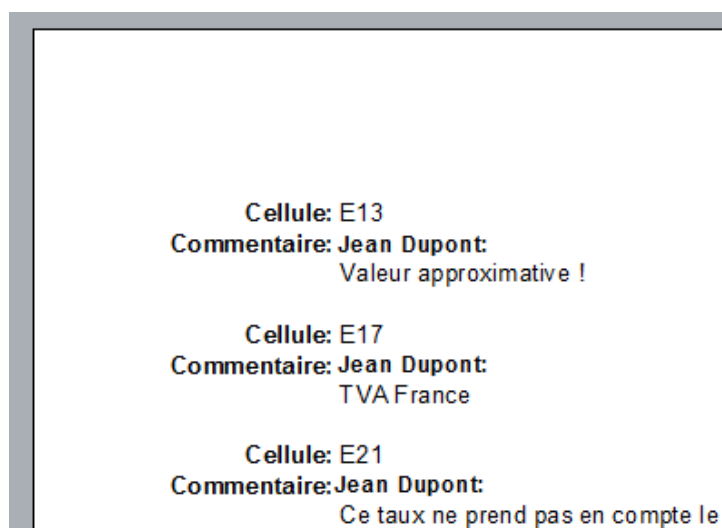 Cellule: E13
Commentaire: Jean Dupont:
Valeur approximative !
Cellule: E17
Commentaire: Jean Dupont:
TVA France
Cellule: E21
Commentaire: Jean Dupont:
Ce taux ne prend pas en compte le